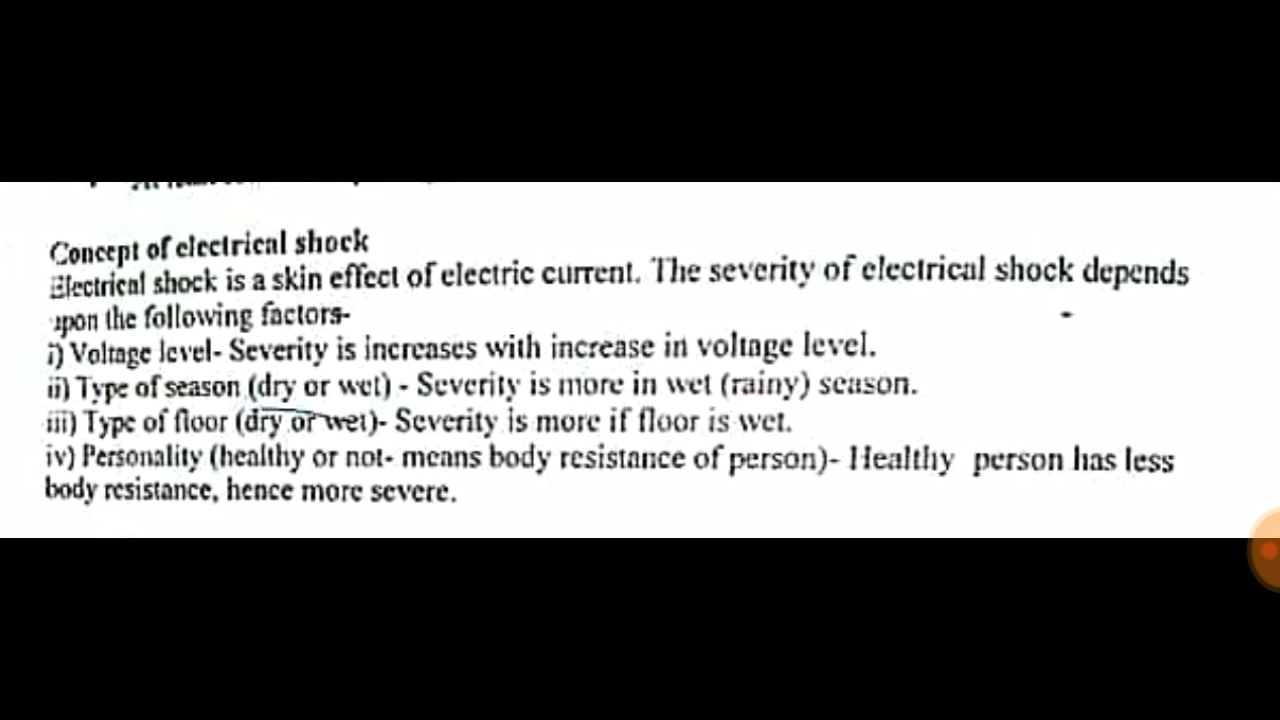 Concept of electrical shock
Electrical shock is a skin effect of electric current. The severity of electrical shock depends
upon the following factors-
i) Voltage level- Severity is increases with increase in voltage level.
ii) Type of season (dry or wet) - Severity is more in wet (rainy) season.
iii) Type of floor (dry or wet)- Severity is more if floor is wet.
iv) Personality (healthy or not- means body resistance of person)- Healthy person has less
body resistance, hence more severe.